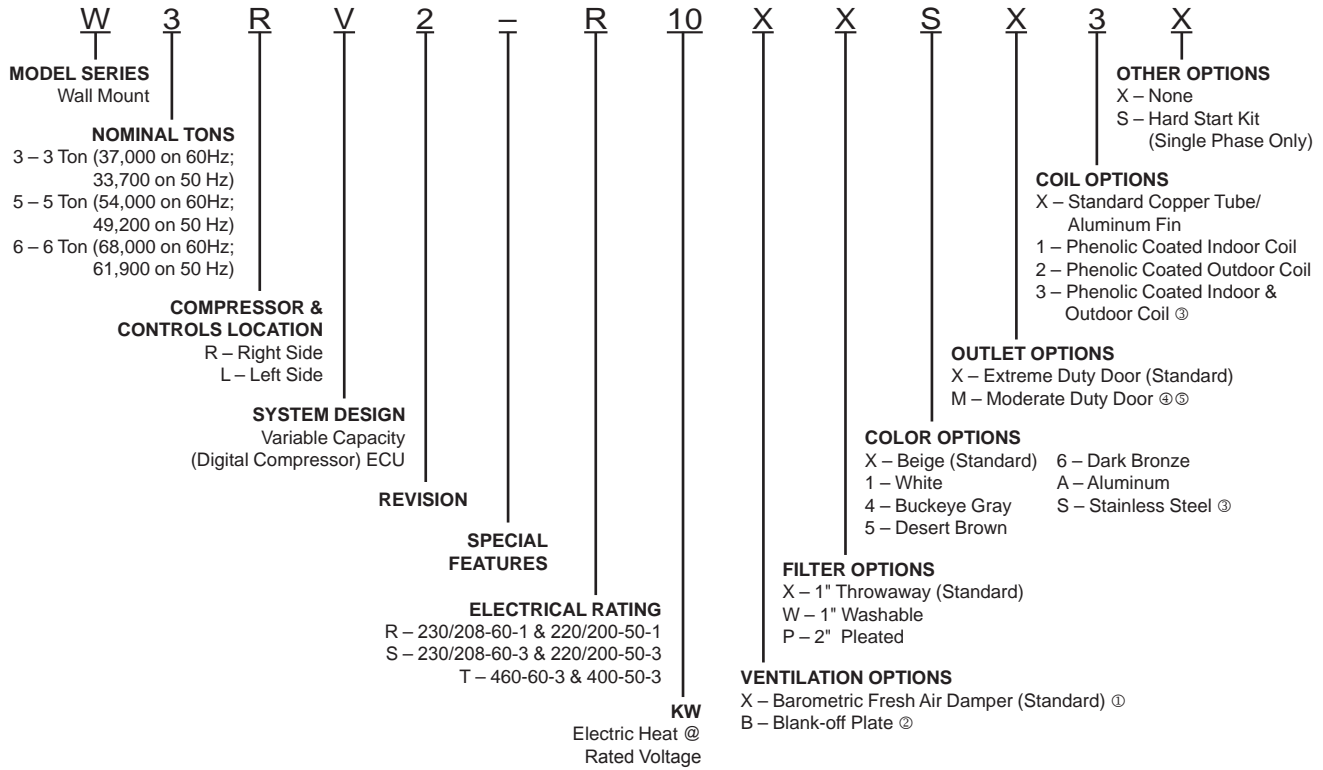 W 3 R V 2 – R 10 X X S X 3 X
MODEL SERIES
Wall Mount
NOMINAL TONS
3 – 3 Ton (37,000 on 60Hz;
33,700 on 50 Hz)
5 – 5 Ton (54,000 on 60Hz;
49,200 on 50 Hz)
6 – 6 Ton (68,000 on 60Hz;
61,900 on 50 Hz)
COMPRESSOR &
CONTROLS LOCATION
R – Right Side
L – Left Side
SYSTEM DESIGN
Variable Capacity
(Digital Compressor) ECU
REVISION
SPECIAL
FEATURES
ELECTRICAL RATING
R – 230/208-60-1 & 220/200-50-1
S – 230/208-60-3 & 220/200-50-3
T – 460-60-3 & 400-50-3
KW
Electric Heat @
Rated Voltage
OTHER OPTIONS
X – None
S – Hard Start Kit
(Single Phase Only)
COIL OPTIONS
X – Standard Copper Tube/
Aluminum Fin
1 – Phenolic Coated Indoor Coil
2 – Phenolic Coated Outdoor Coil
3 – Phenolic Coated Indoor &
Outdoor Coil ③
OUTLET OPTIONS
X – Extreme Duty Door (Standard)
M – Moderate Duty Door ④⑤
COLOR OPTIONS
X – Beige (Standard) 6 – Dark Bronze
1 – White A – Aluminum
4 – Buckeye Gray S – Stainless Steel ③
5 – Desert Brown
FILTER OPTIONS
X – 1" Throwaway (Standard)
W – 1" Washable
P – 2" Pleated
VENTILATION OPTIONS
X – Barometric Fresh Air Damper (Standard) ①
B – Blank-off Plate ②